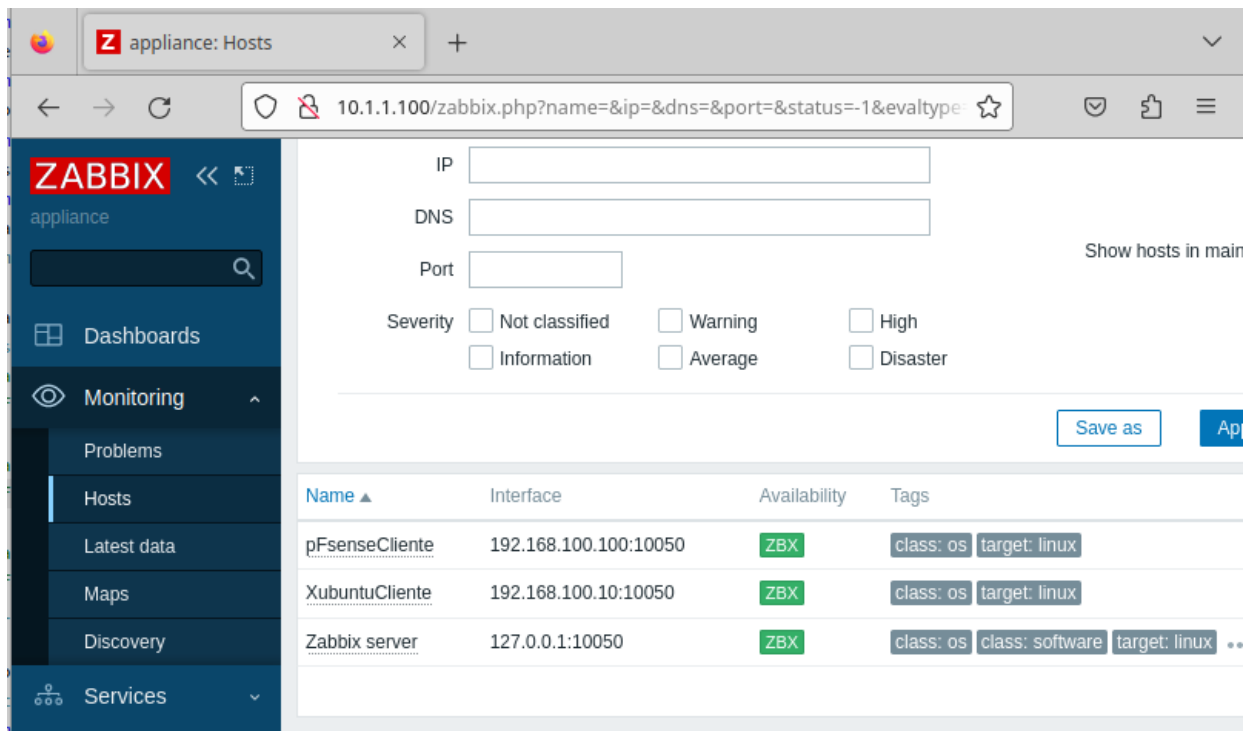 Z appliance: Hosts
10.1.1.100/zabbix.php?name=&ip=&dns=&port=&status=-1&evaltype
ZABBIX
appliance
Dashboards
Monitoring
Problems
Hosts
Latest data
Maps
Discovery
Services
IP
DNS
Port
Show hosts in main
Severity Not classified Warning High
Information Average Disaster
Save as App
Name Interface Availability Tags
pFsenseCliente 192.168.100.100:10050 ZBX class: os target: linux
XubuntuCliente 192.168.100.10:10050 ZBX class: os target: linux
Zabbix server 127.0.0.1:10050 ZBX class: os class: software target: linux